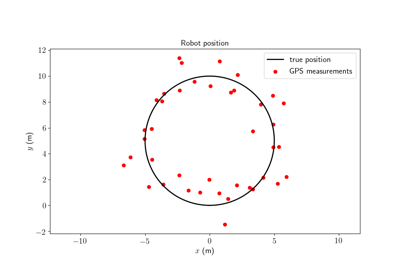 Robot position
true position
GPS measurements
12
10
8
6
4
2
0
−2
y (m)
−10
−5
0
5
10
x (m)